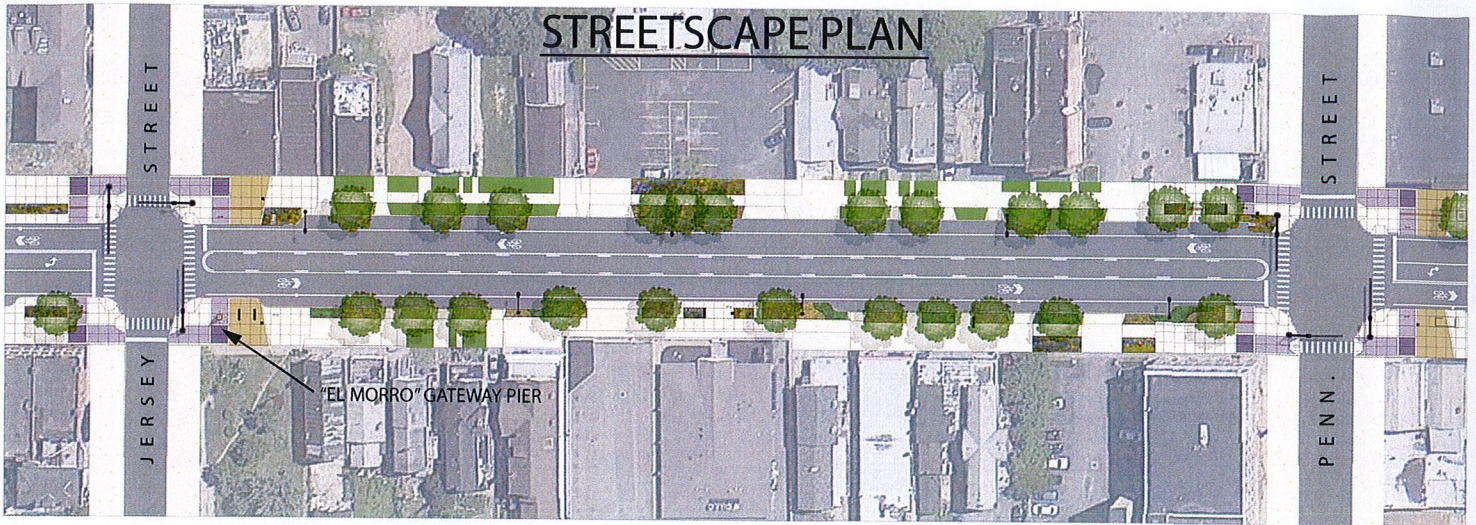 STREETSCAPE PLAN
JERSEY STREET
PENN. STREET
"EL MORRO" GATEWAY PIER